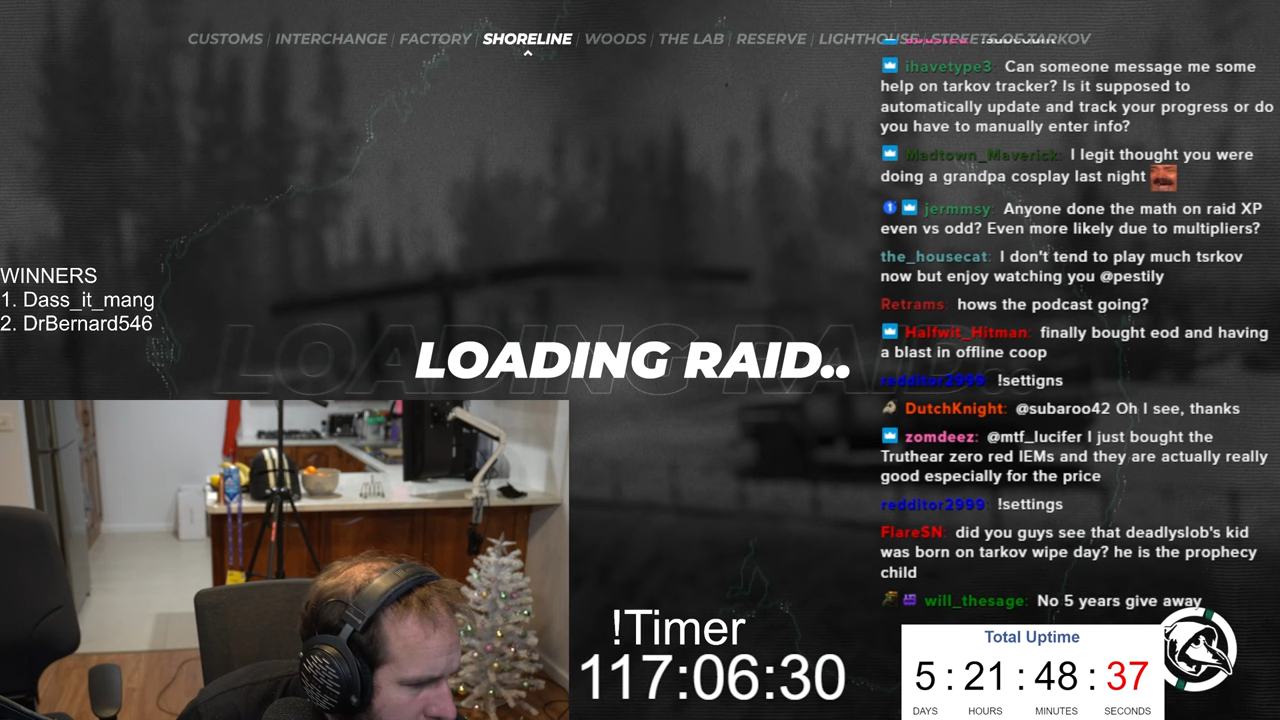 CUSTOMS | INTERCHANGE | FACTORY | SHORELINE | WOODS | THE LAB | RESERVE | LIGHTHOUSE | STREETS OF TARKOV
ihavetype3: Can someone message me some
help on tarkov tracker? Is it supposed to
automatically update and track your progress or do
you have to manually enter info?
Madtown_Maverick: I legit thought you were
doing a grandpa cosplay last night
jermmsy: Anyone done the math on raid XP
even vs odd? Even more likely due to multipliers?
the_housecat: I don't tend to play much tsrkov
now but enjoy watching you @pestily
Retrams: hows the podcast going?
Halfwit_Hitman: finally bought eod and having
a blast in offline coop
redditor2999: !settigns
DutchKnight: @subaroo42 Oh I see, thanks
zomdeez: @mtf_lucifer I just bought the
Truthear zero red IEMs and they are actually really
good especially for the price
redditor2999: !settings
FlareSN: did you guys see that deadlyslob's kid
was born on tarkov wipe day? he is the prophecy
child
will_thesage: No 5 years give away
WINNERS
1. Dass_it_mang
2. DrBernard546
LOADING RAID..
!Timer
117:06:30
Total Uptime
5 : 21 : 48 : 37
DAYS HOURS MINUTES SECONDS